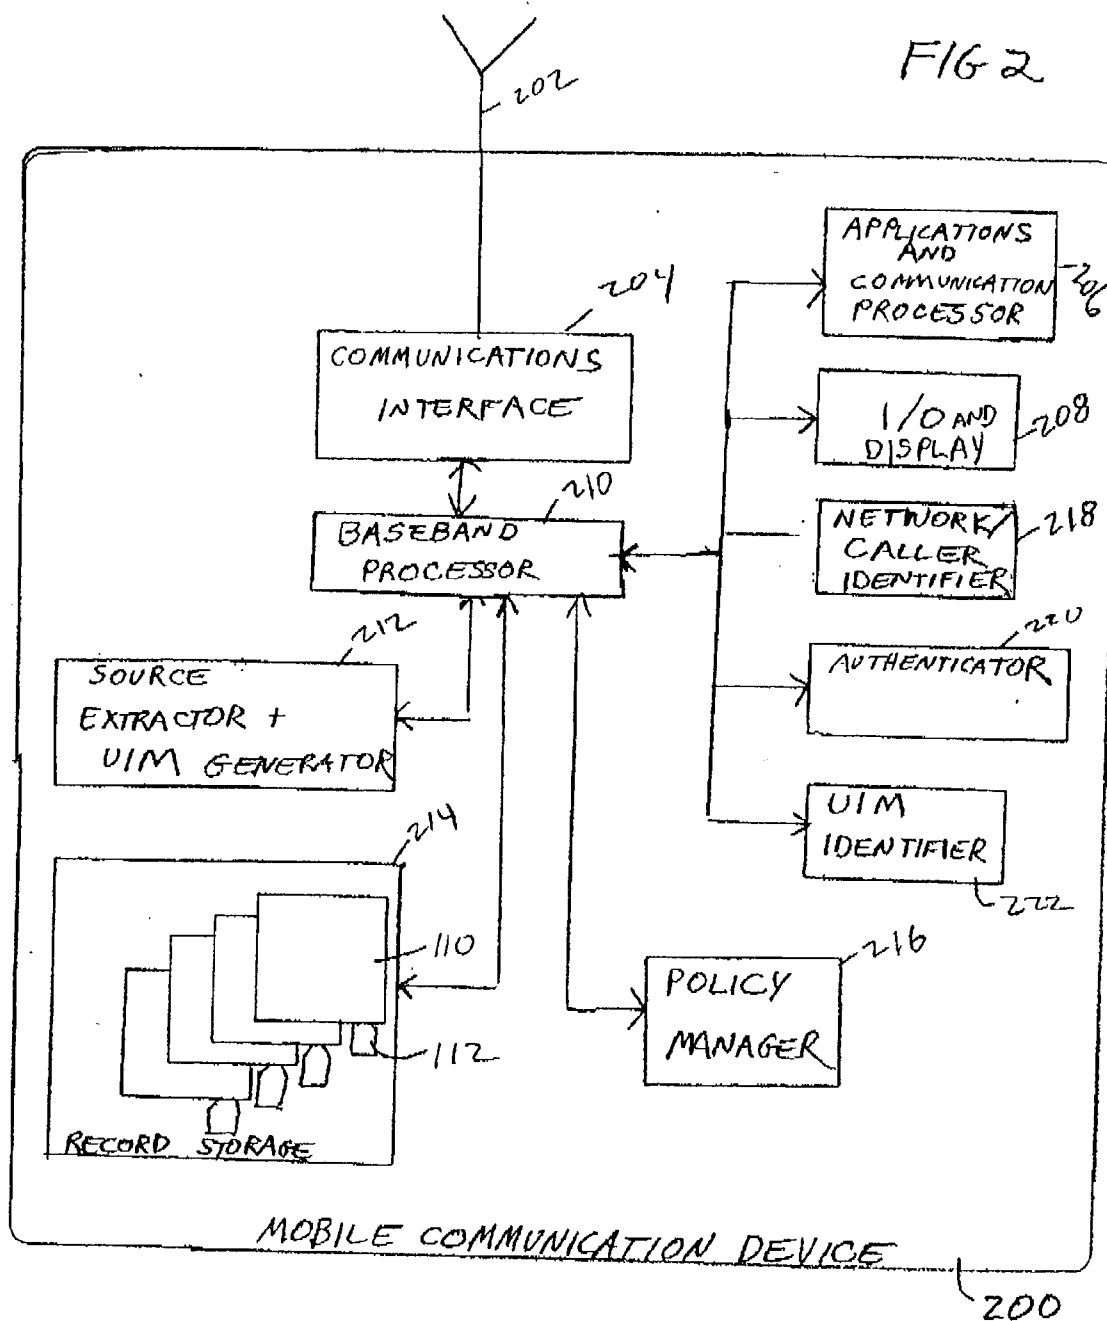 FIG 2
202
APPLICATIONS
AND
COMMUNICATION
PROCESSOR
206
204
COMMUNICATIONS
INTERFACE
I/O AND
DISPLAY
208
210
BASEBAND
PROCESSOR
NETWORK/
CALLER
IDENTIFIER
218
212
SOURCE
EXTRACTOR +
UIM GENERATOR
220
AUTHENTICATOR
UIM
IDENTIFIER
222
214
110
112
RECORD STORAGE
216
POLICY
MANAGER
MOBILE COMMUNICATION DEVICE
200